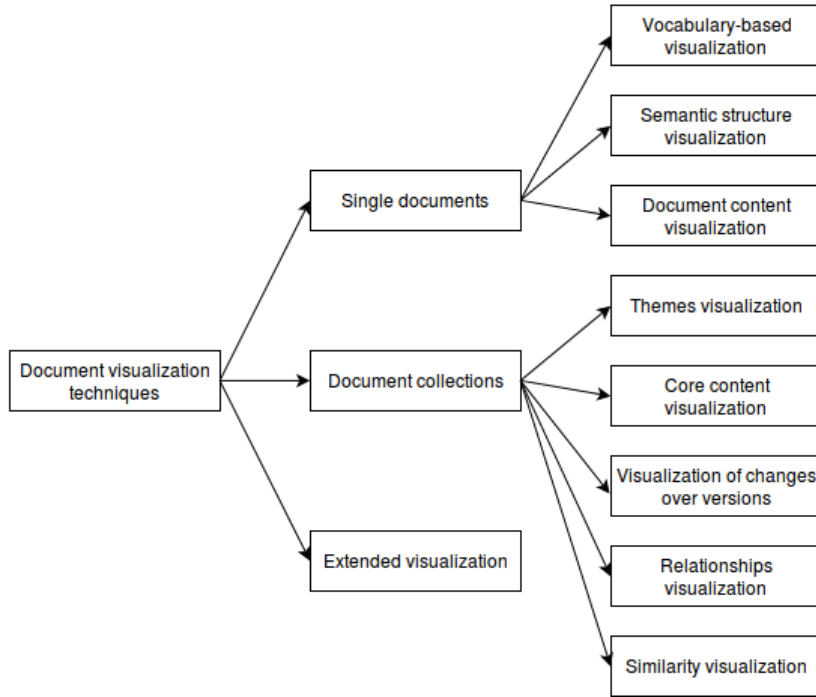 Vocabulary-based
visualization
Semantic structure
visualization
Single documents
Document content
visualization
Themes visualization
Document visualization
techniques
Document collections
Core content
visualization
Visualization of changes
over versions
Extended visualization
Relationships
visualization
Similarity visualization